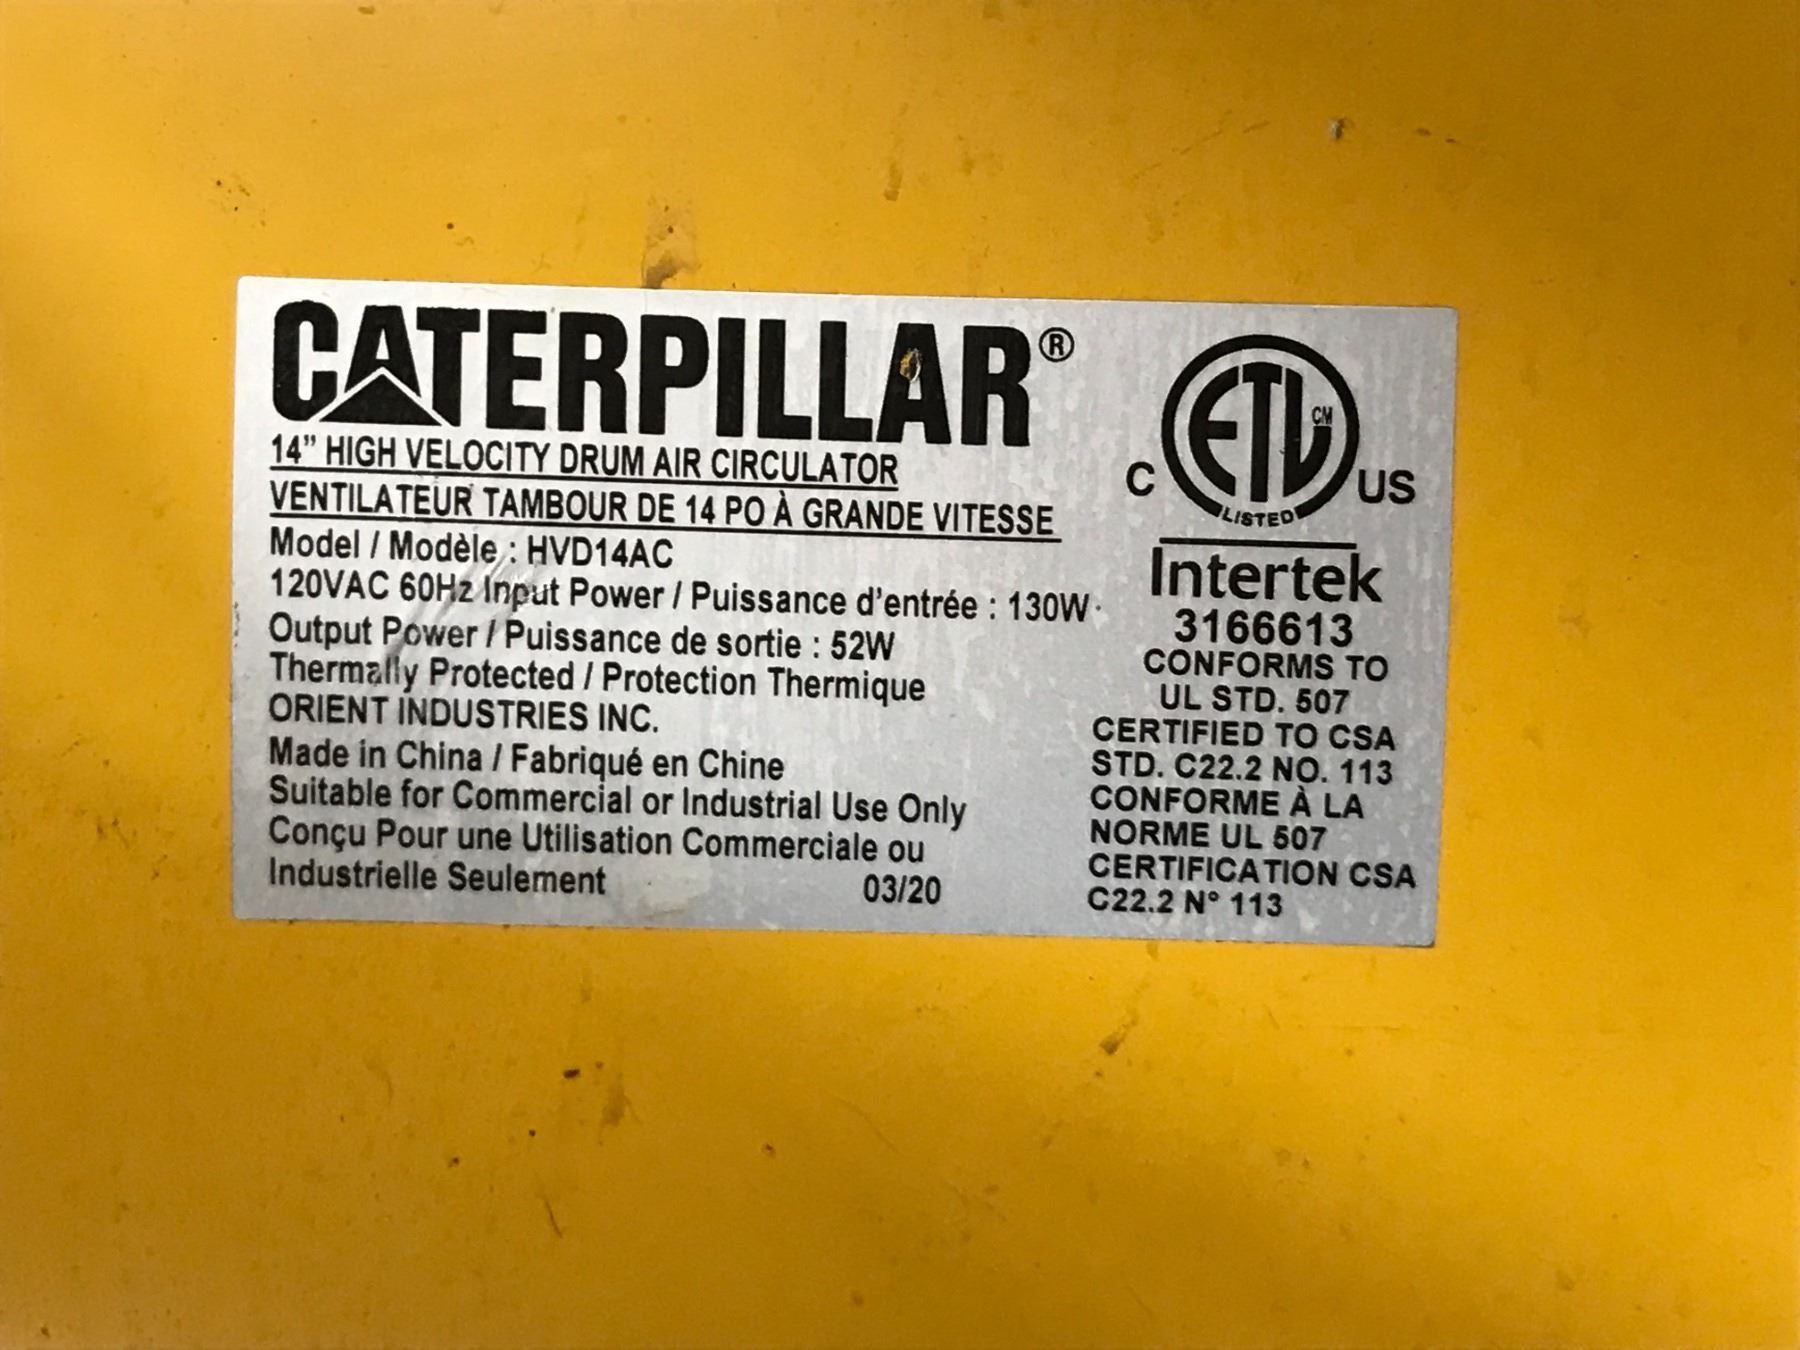 CATERPILLAR®
14” HIGH VELOCITY DRUM AIR CIRCULATOR
VENTILATEUR TAMBOUR DE 14 PO À GRANDE VITESSE
Model / Modèle : HVD14AC
120VAC 60Hz Input Power / Puissance d'entrée : 130W
Output Power / Puissance de sortie : 52W
Thermally Protected / Protection Thermique
ORIENT INDUSTRIES INC.
Made in China / Fabriqué en Chine
Suitable for Commercial or Industrial Use Only
Conçu Pour une Utilisation Commerciale ou
Industrielle Seulement 03/20
ETL CM
C US
LISTED
Intertek
3166613
CONFORMS TO
UL STD. 507
CERTIFIED TO CSA
STD. C22.2 NO. 113
CONFORME À LA
NORME UL 507
CERTIFICATION CSA
C22.2 N° 113